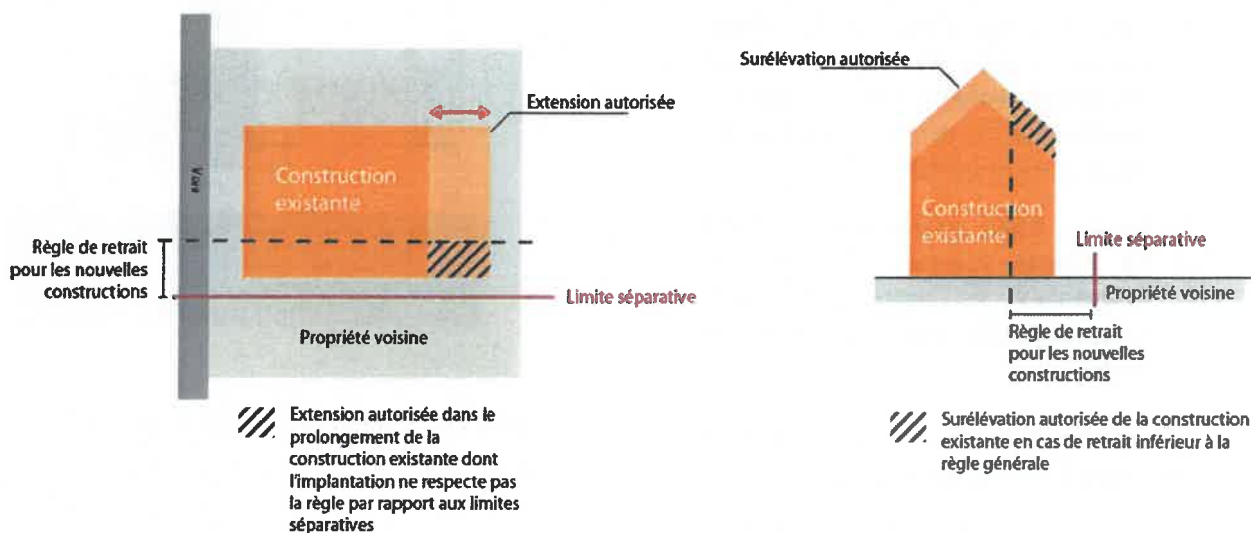 Extension autorisée
Voie
Construction
existante
Règle de retrait
pour les nouvelles
constructions
Limite séparative
Propriété voisine
Extension autorisée dans le
prolongement de la
construction existante dont
l'implantation ne respecte pas
la règle par rapport aux limites
séparatives
Surélévation autorisée
Construction
existante
Limite séparative
Propriété voisine
Règle de retrait
pour les nouvelles
constructions
Surélévation autorisée de la construction
existante en cas de retrait inférieur à la
règle générale